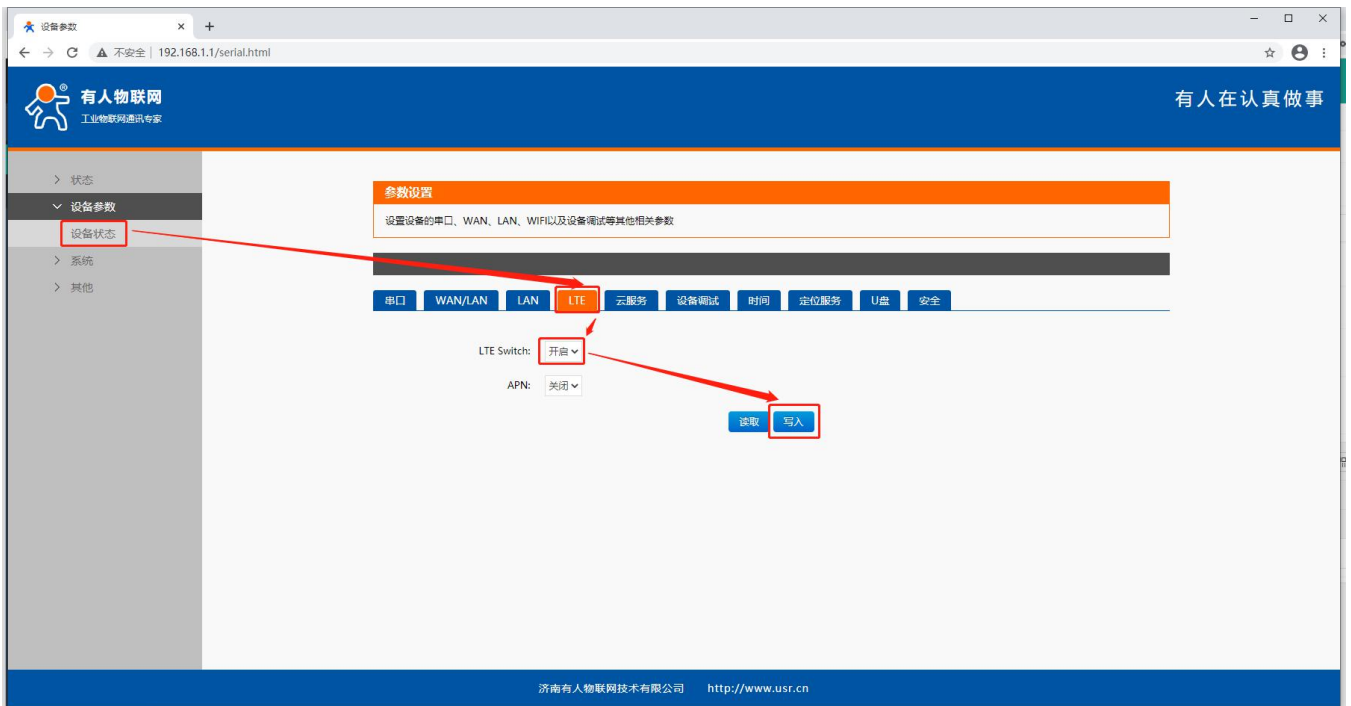 设备参数
不安全 | 192.168.1.1/serial.html
有人物联网
工业物联网通讯专家
有人在认真做事
状态
设备参数
设备状态
系统
其他
参数设置
设置设备的串口、WAN、LAN、WIFI以及设备调试等其他相关参数
串口 WAN/LAN LAN LTE 云服务 设备调试 时间 定位服务 U盘 安全
LTE Switch: 开启
APN: 关闭
读取 写入
济南有人物联网技术有限公司 http://www.usr.cn